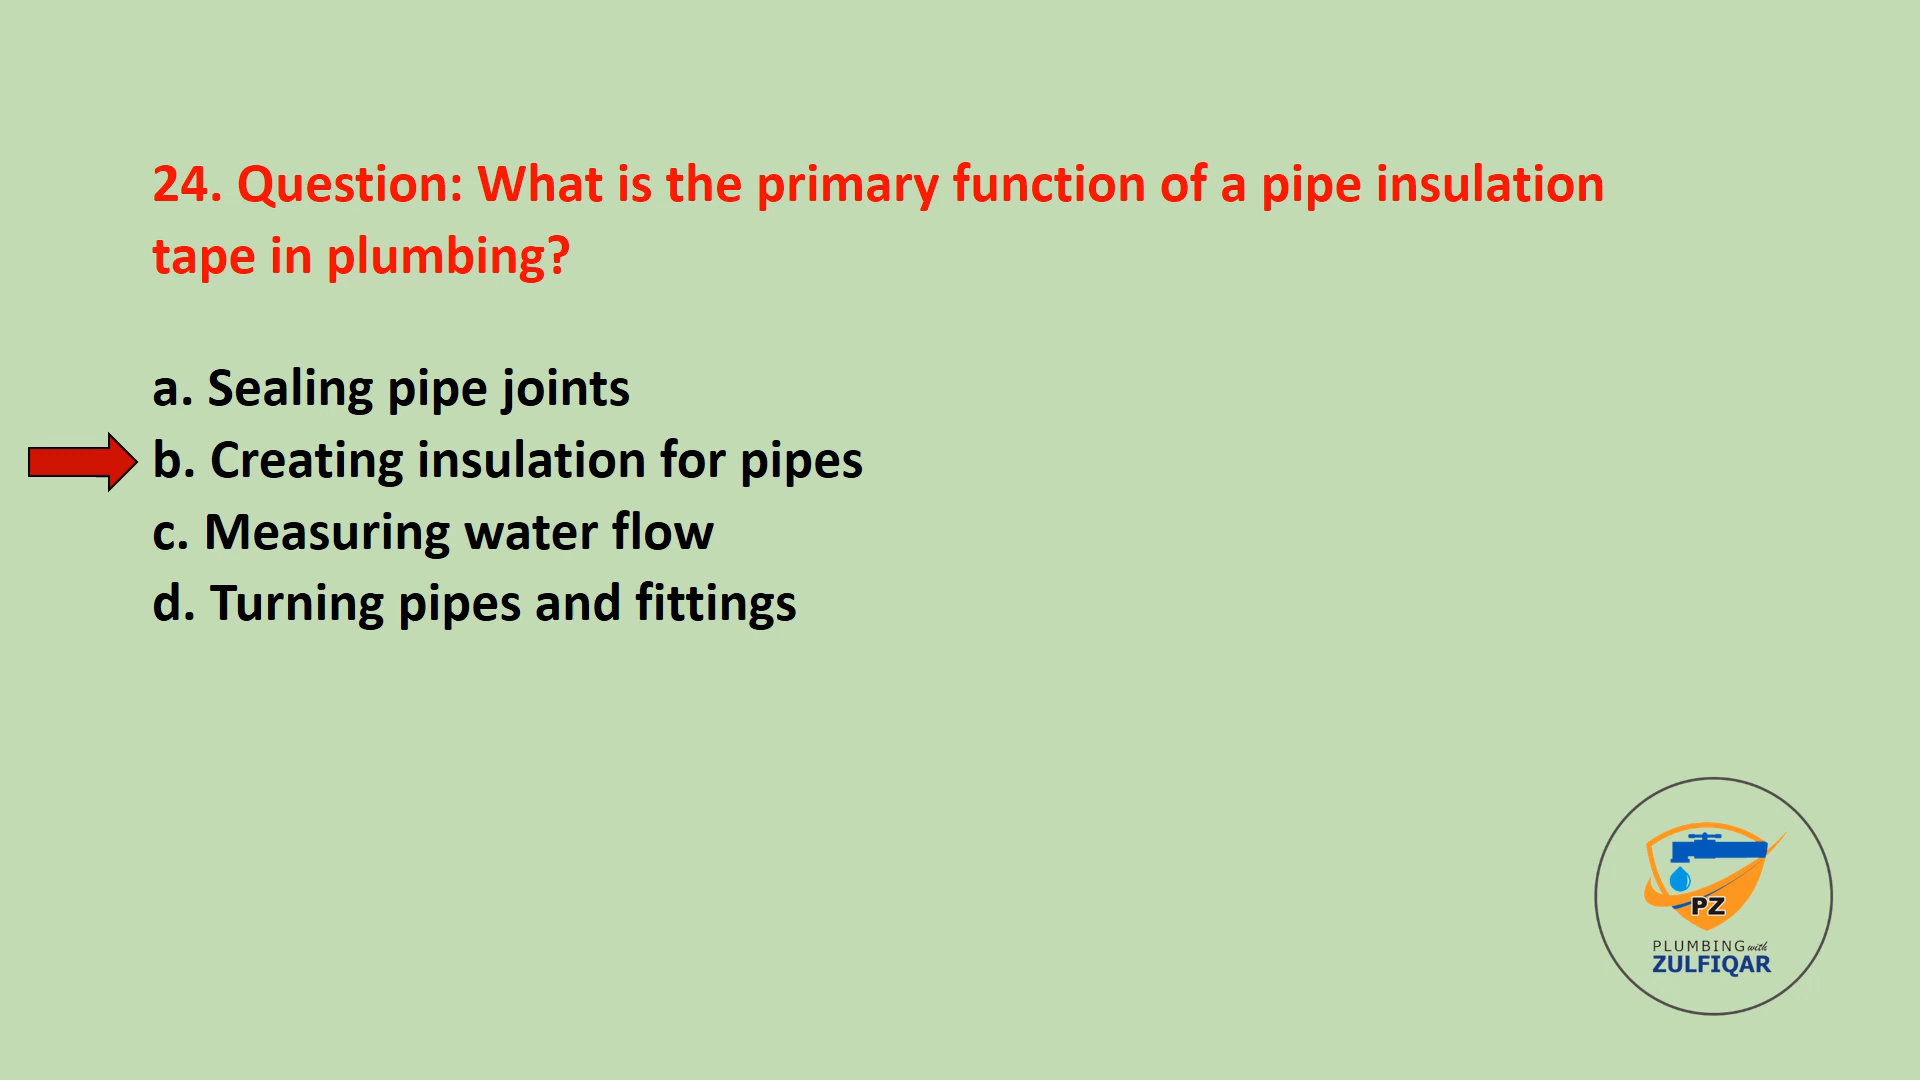 24. Question: What is the primary function of a pipe insulation
tape in plumbing?
a. Sealing pipe joints
b. Creating insulation for pipes
c. Measuring water flow
d. Turning pipes and fittings
PZ
PLUMBING with
ZULFIQAR